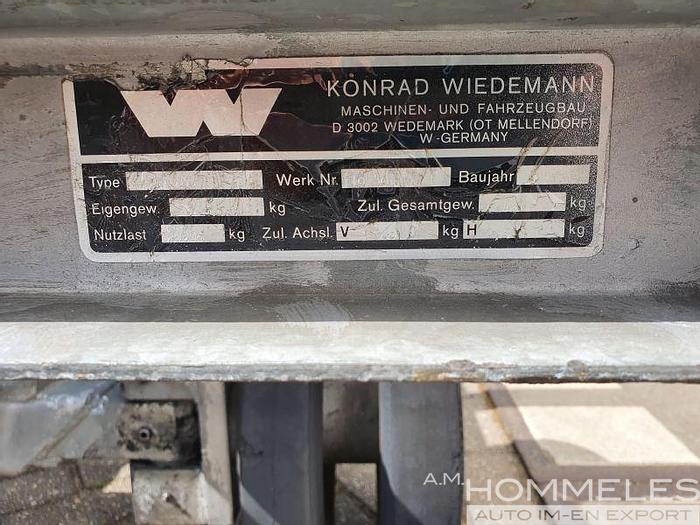 KONRAD WIEDEMANN
MASCHINEN- UND FAHRZEUGBAU
D 3002 WEDEMARK (OT MELLENDORF)
W-GERMANY
Type Werk Nr. Baujahr
Eigengew. kg Zul. Gesamtgew. kg
Nutzlast kg Zul. Achsl. V kg H kg
A.M. HOMMELES
AUTO IM-EN EXPORT